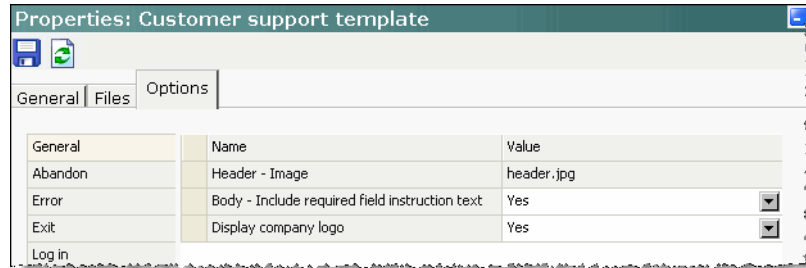 Properties: Customer support template
General Files Options
General Name Value
Abandon Header - Image header.jpg
Error Body - Include required field instruction text Yes
Exit Display company logo Yes
Log in